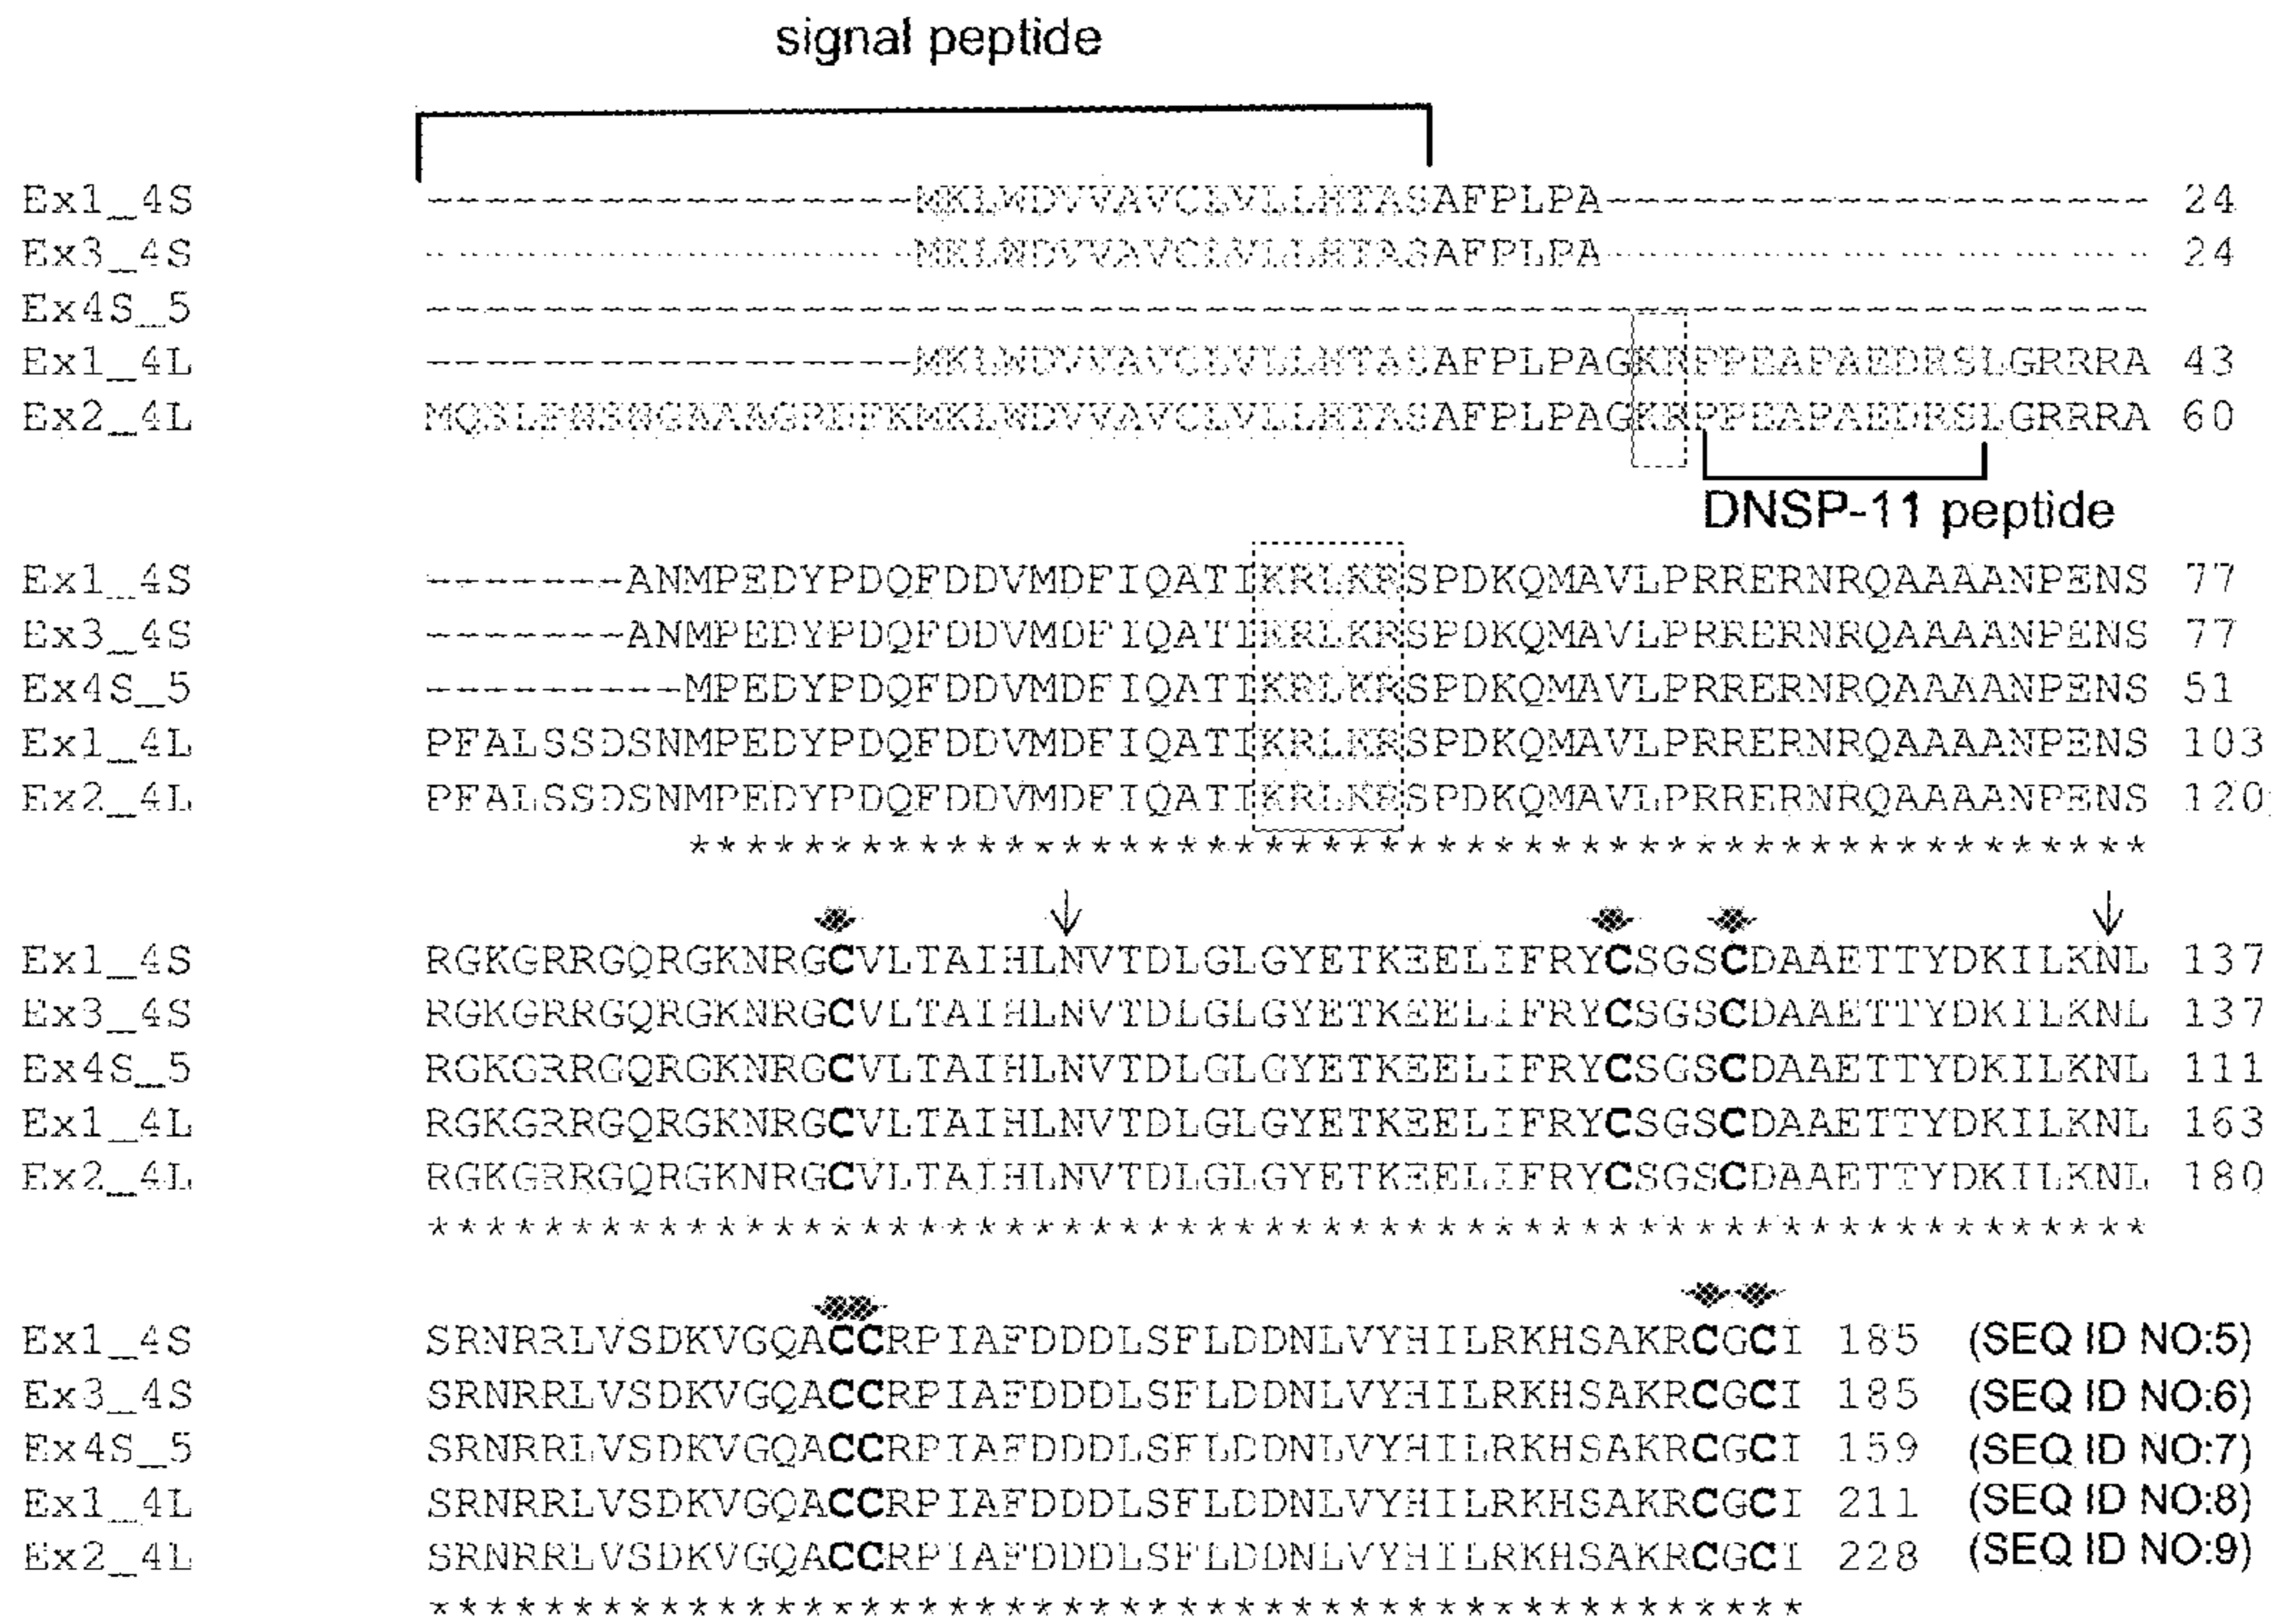 signal peptide
Ex1_4S -----------------MKLWDVVAVCLVLLHTASAFPLPA------------------- 24
Ex3_4S -----------------MKLWDVVAVCLVLLHTASAFPLPA------------------- 24
Ex4S_5 ------------------------------------------------------------
Ex1_4L -----------------MKLWDVVAVCLVLLHTASAFPLPAGKRPPEAPAEDRSLGRRRA 43
Ex2_4L MQSLPNSNGAAAGRDFKMKLWDVVAVCLVLLHTASAFPLPAGKRPPEAPAEDRSLGRRRA 60
DNSP-11 peptide
Ex1_4S -------ANMPEDYPDQFDDVMDFIQATIKRLKRSPDKQMAVLPRRERNRQAAAANPENS 77
Ex3_4S -------ANMPEDYPDQFDDVMDFIQATIKRLKRSPDKQMAVLPRRERNRQAAAANPENS 77
Ex4S_5 ---------MPEDYPDQFDDVMDFIQATIKRLKRSPDKQMAVLPRRERNRQAAAANPENS 51
Ex1_4L PFALSSDSNMPEDYPDQFDDVMDFIQATIKRLKRSPDKQMAVLPRRERNRQAAAANPENS 103
Ex2_4L PFALSSDSNMPEDYPDQFDDVMDFIQATIKRLKRSPDKQMAVLPRRERNRQAAAANPENS 120
***************************************************
Ex1_4S RGKGRRGQRGKNRGCVLTAIHLNVTDLGLGYETKEELIFRYCSGSCDAAETTYDKILKNL 137
Ex3_4S RGKGRRGQRGKNRGCVLTAIHLNVTDLGLGYETKEELIFRYCSGSCDAAETTYDKILKNL 137
Ex4S_5 RGKGRRGQRGKNRGCVLTAIHLNVTDLGLGYETKEELIFRYCSGSCDAAETTYDKILKNL 111
Ex1_4L RGKGRRGQRGKNRGCVLTAIHLNVTDLGLGYETKEELIFRYCSGSCDAAETTYDKILKNL 163
Ex2_4L RGKGRRGQRGKNRGCVLTAIHLNVTDLGLGYETKEELIFRYCSGSCDAAETTYDKILKNL 180
************************************************************
Ex1_4S SRNRRLVSDKVGQACCRPIAFDDDLSFLDDNLVYHILRKHSAKRCGCI 185 (SEQ ID NO:5)
Ex3_4S SRNRRLVSDKVGQACCRPIAFDDDLSFLDDNLVYHILRKHSAKRCGCI 185 (SEQ ID NO:6)
Ex4S_5 SRNRRLVSDKVGQACCRPIAFDDDLSFLDDNLVYHILRKHSAKRCGCI 159 (SEQ ID NO:7)
Ex1_4L SRNRRLVSDKVGQACCRPIAFDDDLSFLDDNLVYHILRKHSAKRCGCI 211 (SEQ ID NO:8)
Ex2_4L SRNRRLVSDKVGQACCRPIAFDDDLSFLDDNLVYHILRKHSAKRCGCI 228 (SEQ ID NO:9)
************************************************